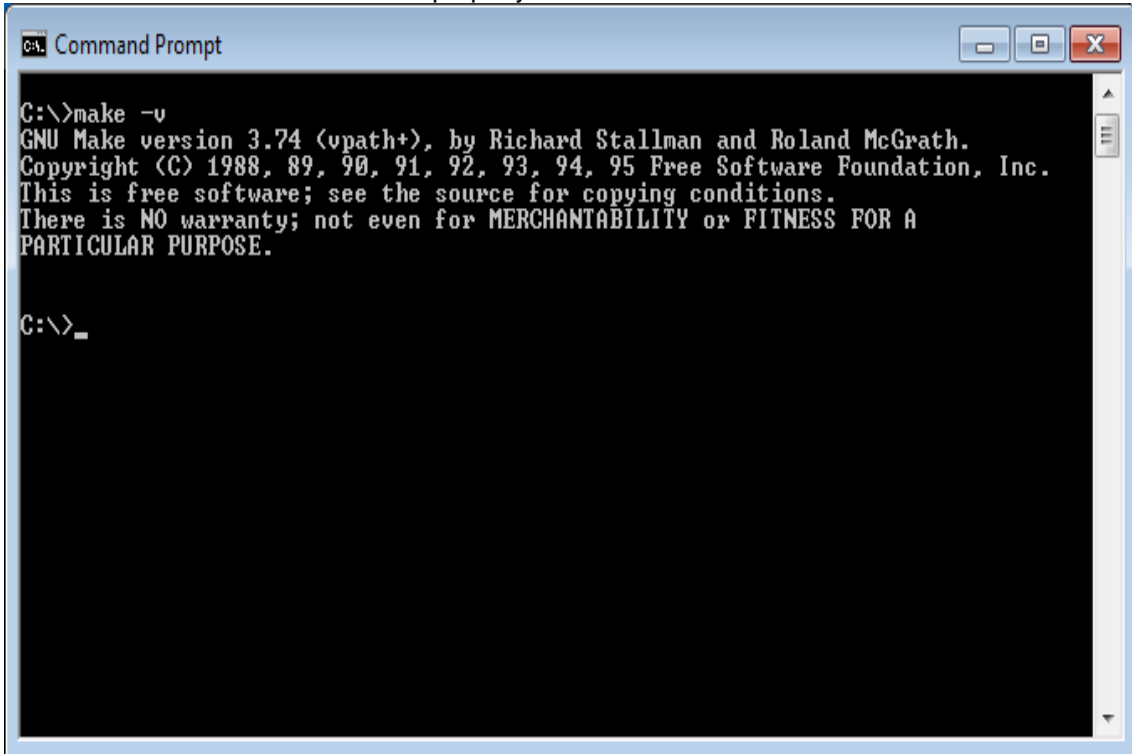 Command Prompt
C:\>make -v
GNU Make version 3.74 (vpath+), by Richard Stallman and Roland McGrath.
Copyright (C) 1988, 89, 90, 91, 92, 93, 94, 95 Free Software Foundation, Inc.
This is free software; see the source for copying conditions.
There is NO warranty; not even for MERCHANTABILITY or FITNESS FOR A
PARTICULAR PURPOSE.
C:\>_